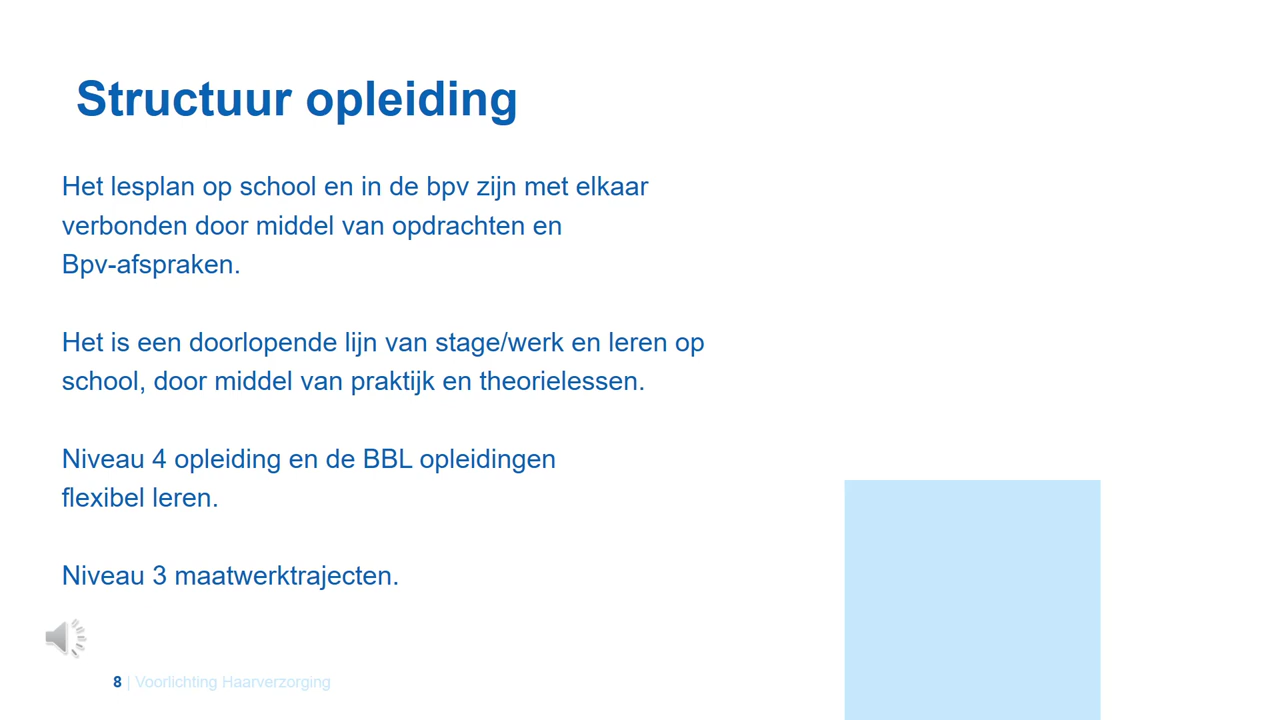 Structuur opleiding
Het lesplan op school en in de bpv zijn met elkaar
verbonden door middel van opdrachten en
Bpv-afspraken.
Het is een doorlopende lijn van stage/werk en leren op
school, door middel van praktijk en theorielessen.
Niveau 4 opleiding en de BBL opleidingen
flexibel leren.
Niveau 3 maatwerktrajecten.
8 | Voorlichting Haarverzorging